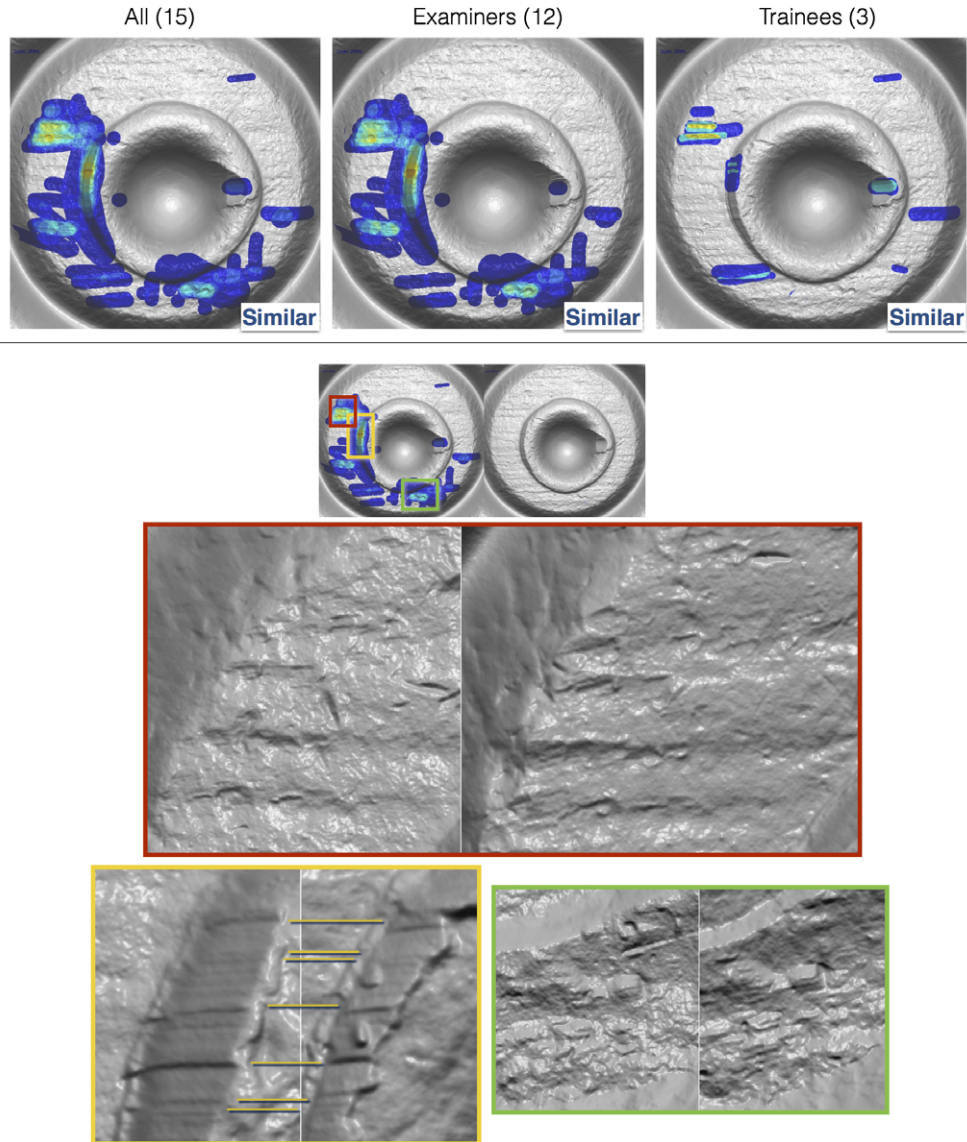 All (15)
Examiners (12)
Trainees (3)
Similar
Similar
Similar